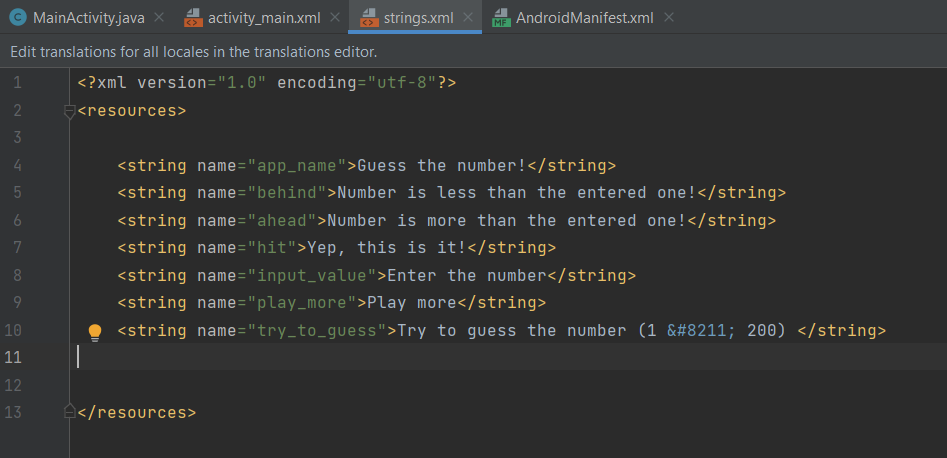 MainActivity.java activity_main.xml strings.xml AndroidManifest.xml
Edit translations for all locales in the translations editor.
1 <?xml version="1.0" encoding="utf-8"?>
2 <resources>
3
4 <string name="app_name">Guess the number!</string>
5 <string name="behind">Number is less than the entered one!</string>
6 <string name="ahead">Number is more than the entered one!</string>
7 <string name="hit">Yep, this is it!</string>
8 <string name="input_value">Enter the number</string>
9 <string name="play_more">Play more</string>
10 <string name="try_to_guess">Try to guess the number (1 &#8211; 200) </string>
11
12
13 </resources>